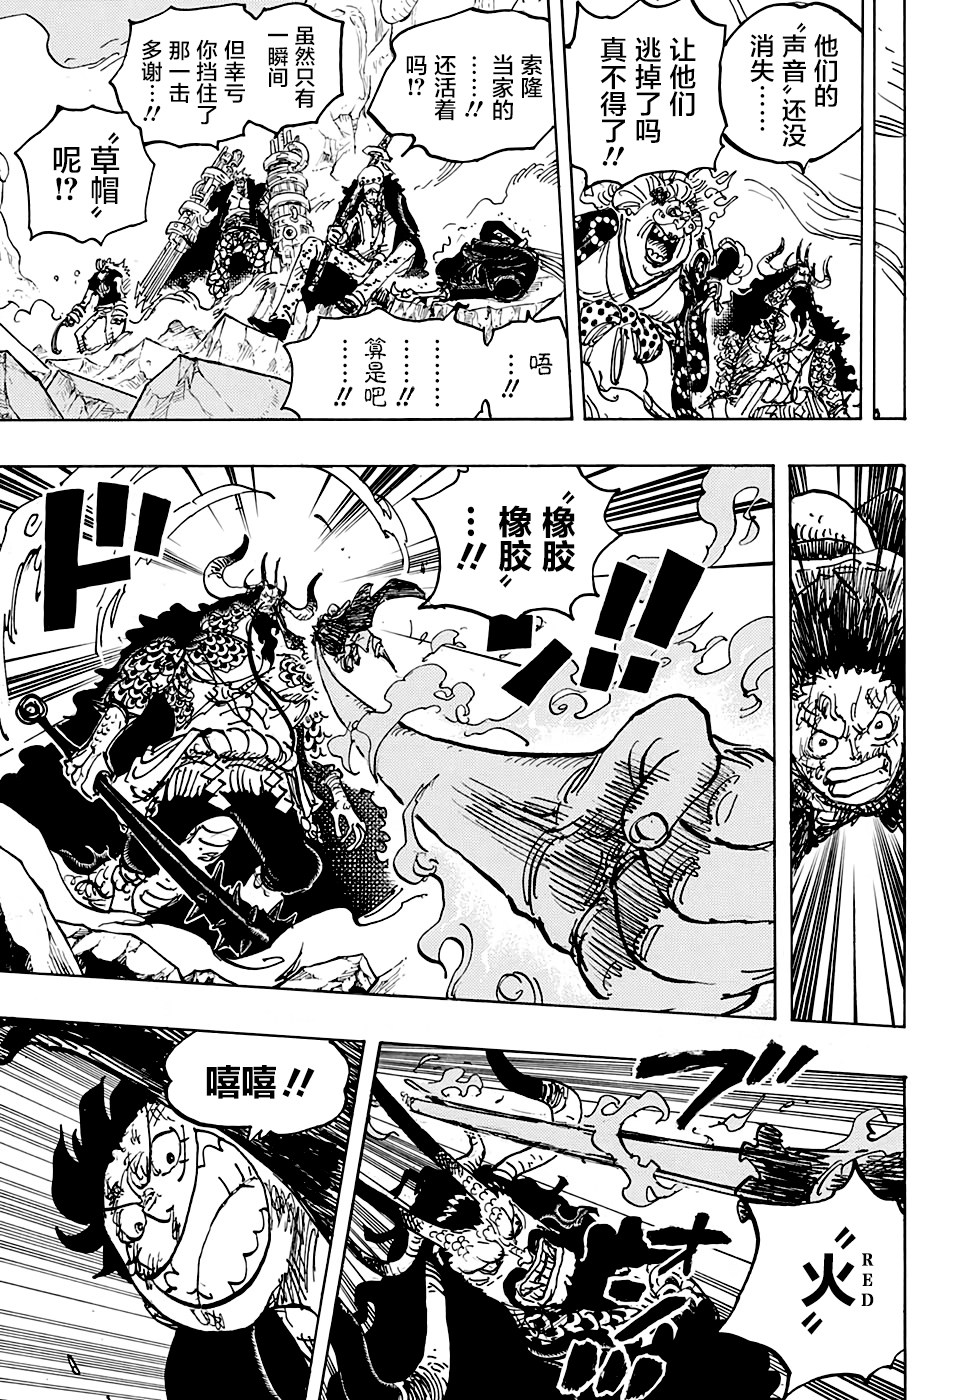 他们的
“声音”还没
消失……
让他们
逃掉了吗
真不得了!!
索隆
当家的
……!!
还活着
吗!?
虽然只有
一瞬间
但幸亏
你挡住了
那一击
多谢…!!
“草帽”
呢!?
唔
…!!
………
……!!
算是吧
……!!
“橡胶
橡胶”
…!!
ドン!!
嘻嘻!!
“火”
RED